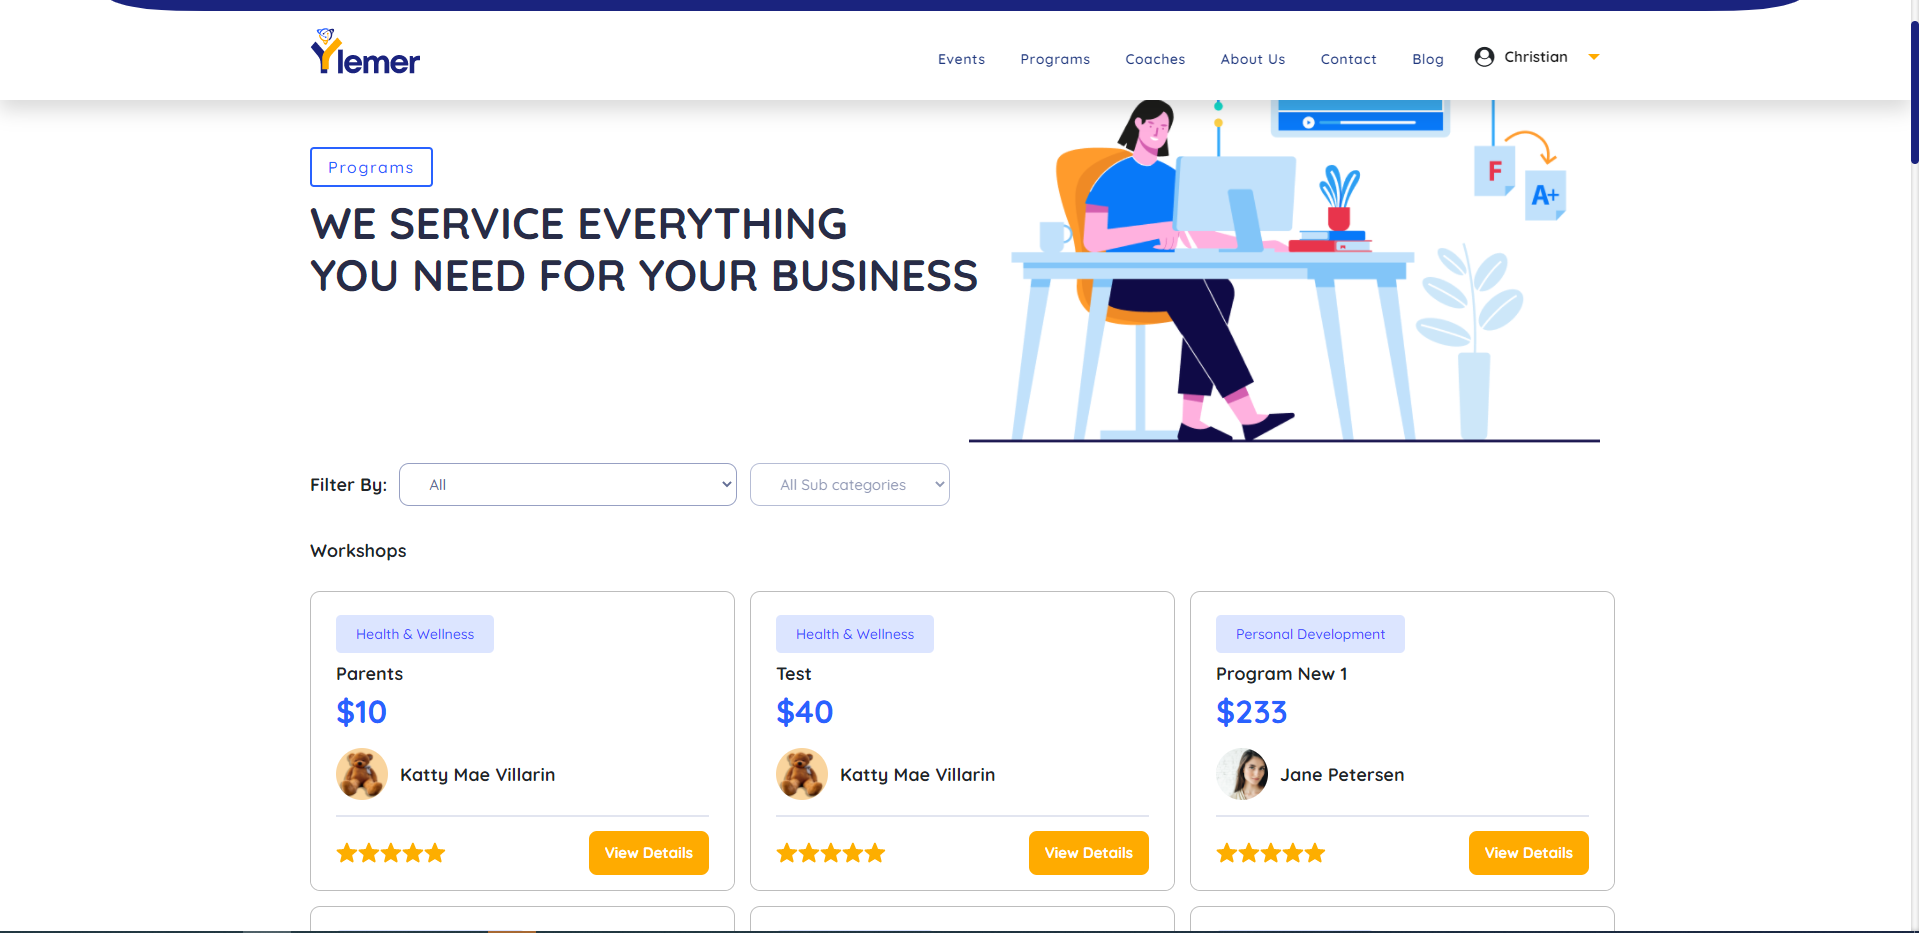 Ylemer
Events Programs Coaches About Us Contact Blog Christian
Programs
WE SERVICE EVERYTHING
YOU NEED FOR YOUR BUSINESS
F
A+
Filter By: All All Sub categories
Workshops
Health & Wellness
Parents
$10
Katty Mae Villarin
View Details
Health & Wellness
Test
$40
Katty Mae Villarin
View Details
Personal Development
Program New 1
$233
Jane Petersen
View Details